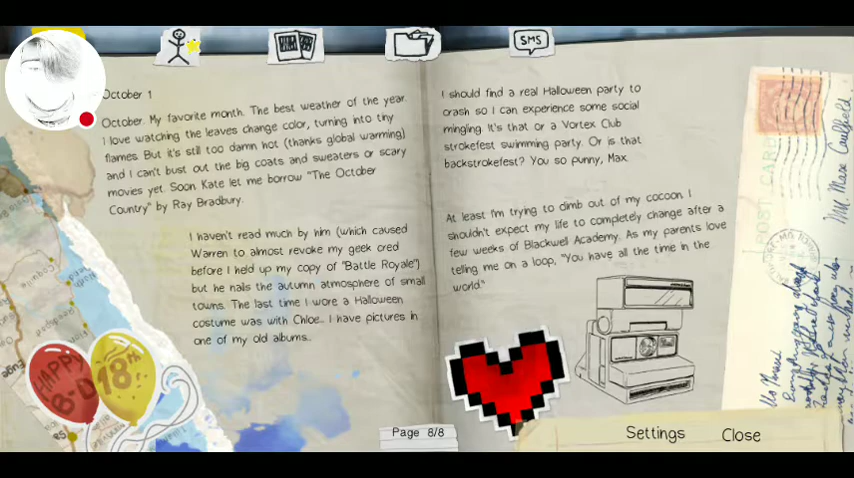 SMS
October 1
October. My favorite month. The best weather of the year.
I love watching the leaves change color, turning into tiny
flames. But it's still too damn hot (thanks global warming)
and I can't bust out the big coats and sweaters or scary
movies yet. Soon. Kate let me borrow "The October
Country" by Ray Bradbury.
I haven't read much by him (which caused
Warren to almost revoke my geek cred
before I held up my copy of "Battle Royale")
but he nails the autumn atmosphere of small
towns. The last time I wore a Halloween
costume was with Chloe... I have pictures in
one of my old albums...
HAPPY
B-D
18th
I should find a real Halloween party to
crash so I can experience some social
mingling. It's that or a Vortex Club
strokefest swimming party. Or is that
backstrokefest? You so punny, Max.
At least I'm trying to climb out of my cocoon. I
shouldn't expect my life to completely change after a
few weeks of Blackwell Academy. As my parents love
telling me on a loop, "You have all the time in the
world."
POST CARD
Caulfield
Page 8/8
Settings
Close